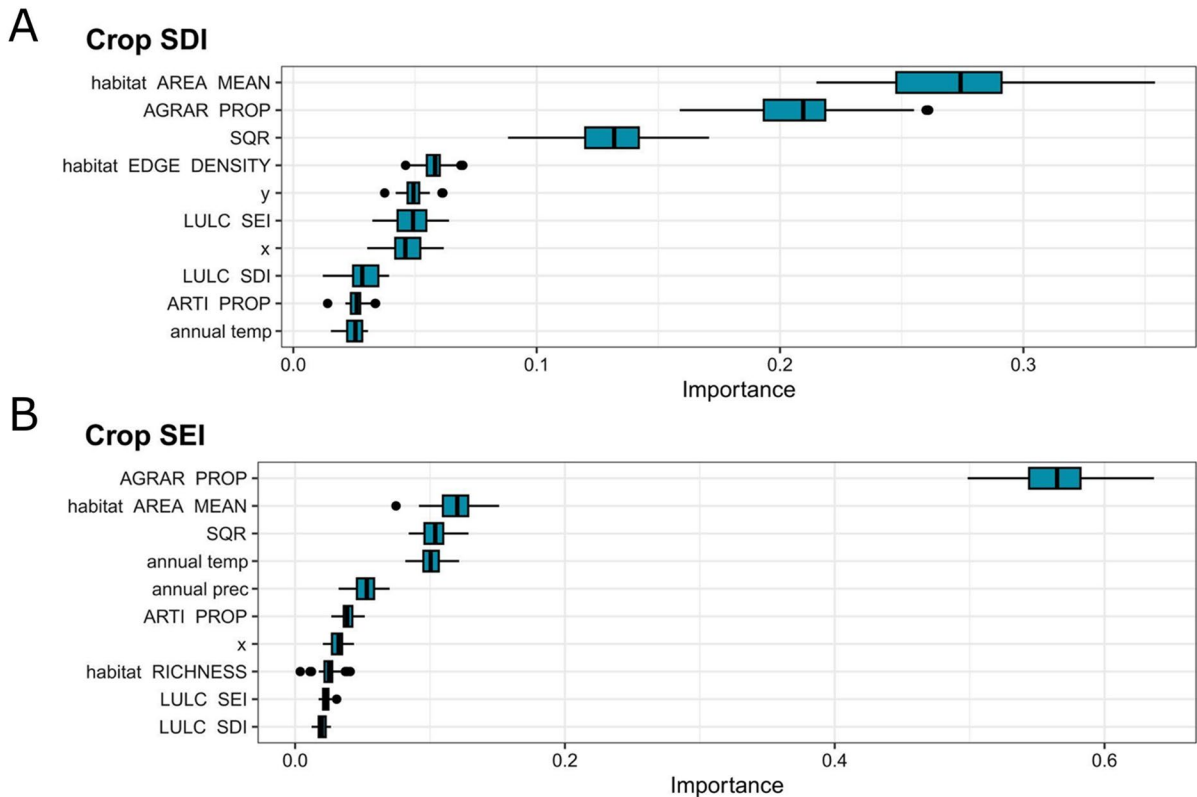 A
Crop SDI
habitat AREA MEAN
AGRAR PROP
SQR
habitat EDGE DENSITY
y
LULC SEI
x
LULC SDI
ARTI PROP
annual temp
0.0 0.1 0.2 0.3
Importance
B
Crop SEI
AGRAR PROP
habitat AREA MEAN
SQR
annual temp
annual prec
ARTI PROP
x
habitat RICHNESS
LULC SEI
LULC SDI
0.0 0.2 0.4 0.6
Importance